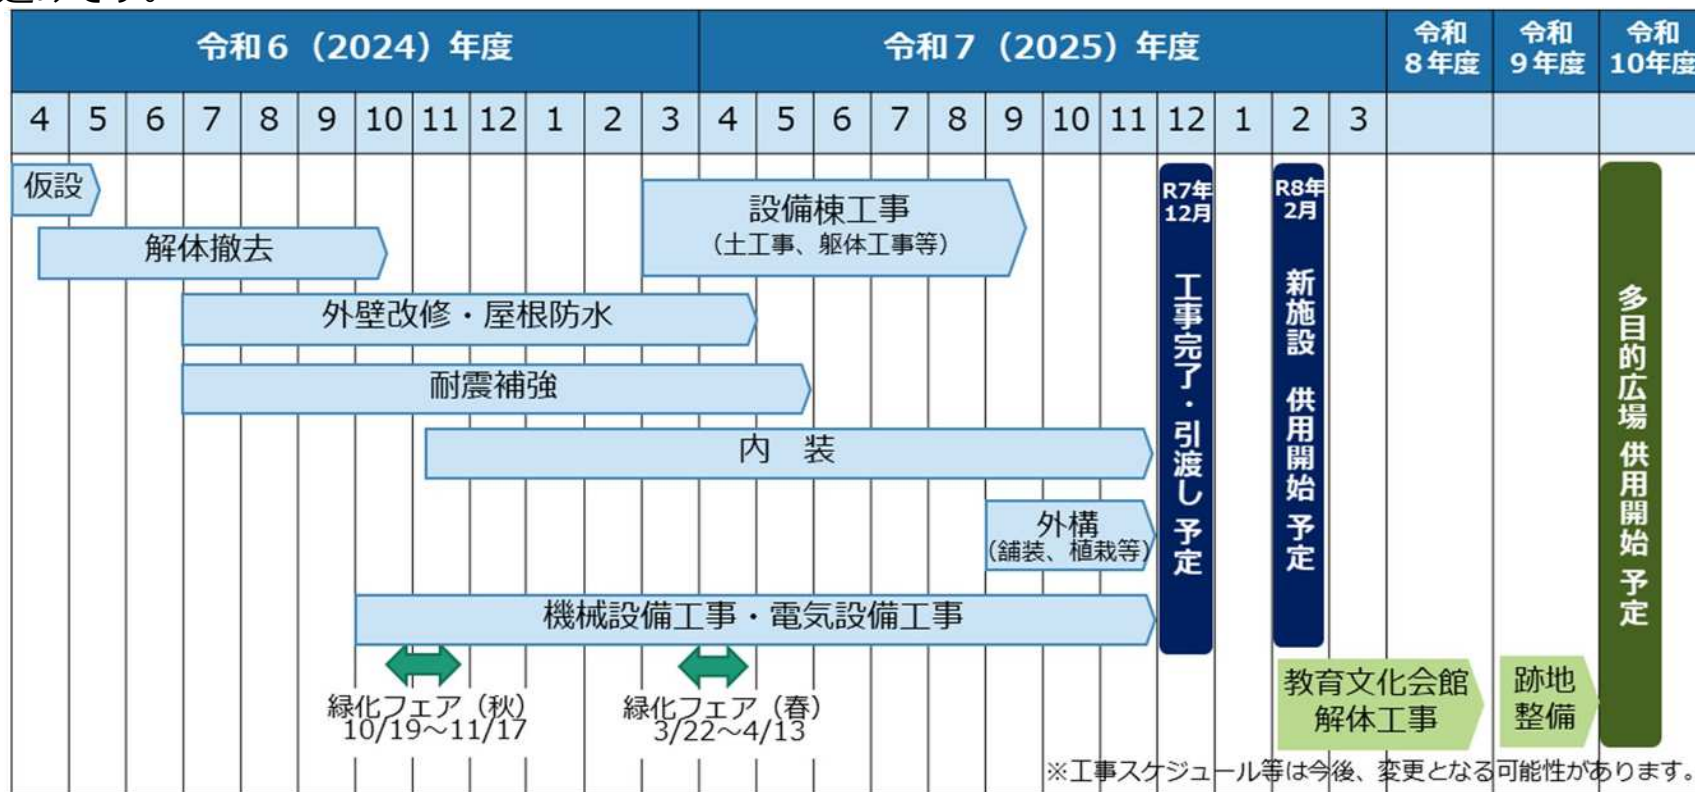 進めです。
令和６（2024）年度
令和７（2025）年度
令和
８年度
令和
９年度
令和
10年度
4 5 6 7 8 9 10 11 12 1 2 3 4 5 6 7 8 9 10 11 12 1 2 3
仮設
解体撤去
外壁改修・屋根防水
耐震補強
内　装
設備棟工事
（土工事、躯体工事等）
外構
（舗装、植栽等）
機械設備工事・電気設備工事
緑化フェア（秋）
10/19～11/17
緑化フェア（春）
3/22～4/13
R7年
12月
工事完了・引渡し 予定
R8年
2月
新施設　供用開始 予定
教育文化会館
解体工事
跡地
整備
多目的広場 供用開始 予定
※工事スケジュール等は今後、変更となる可能性があります。